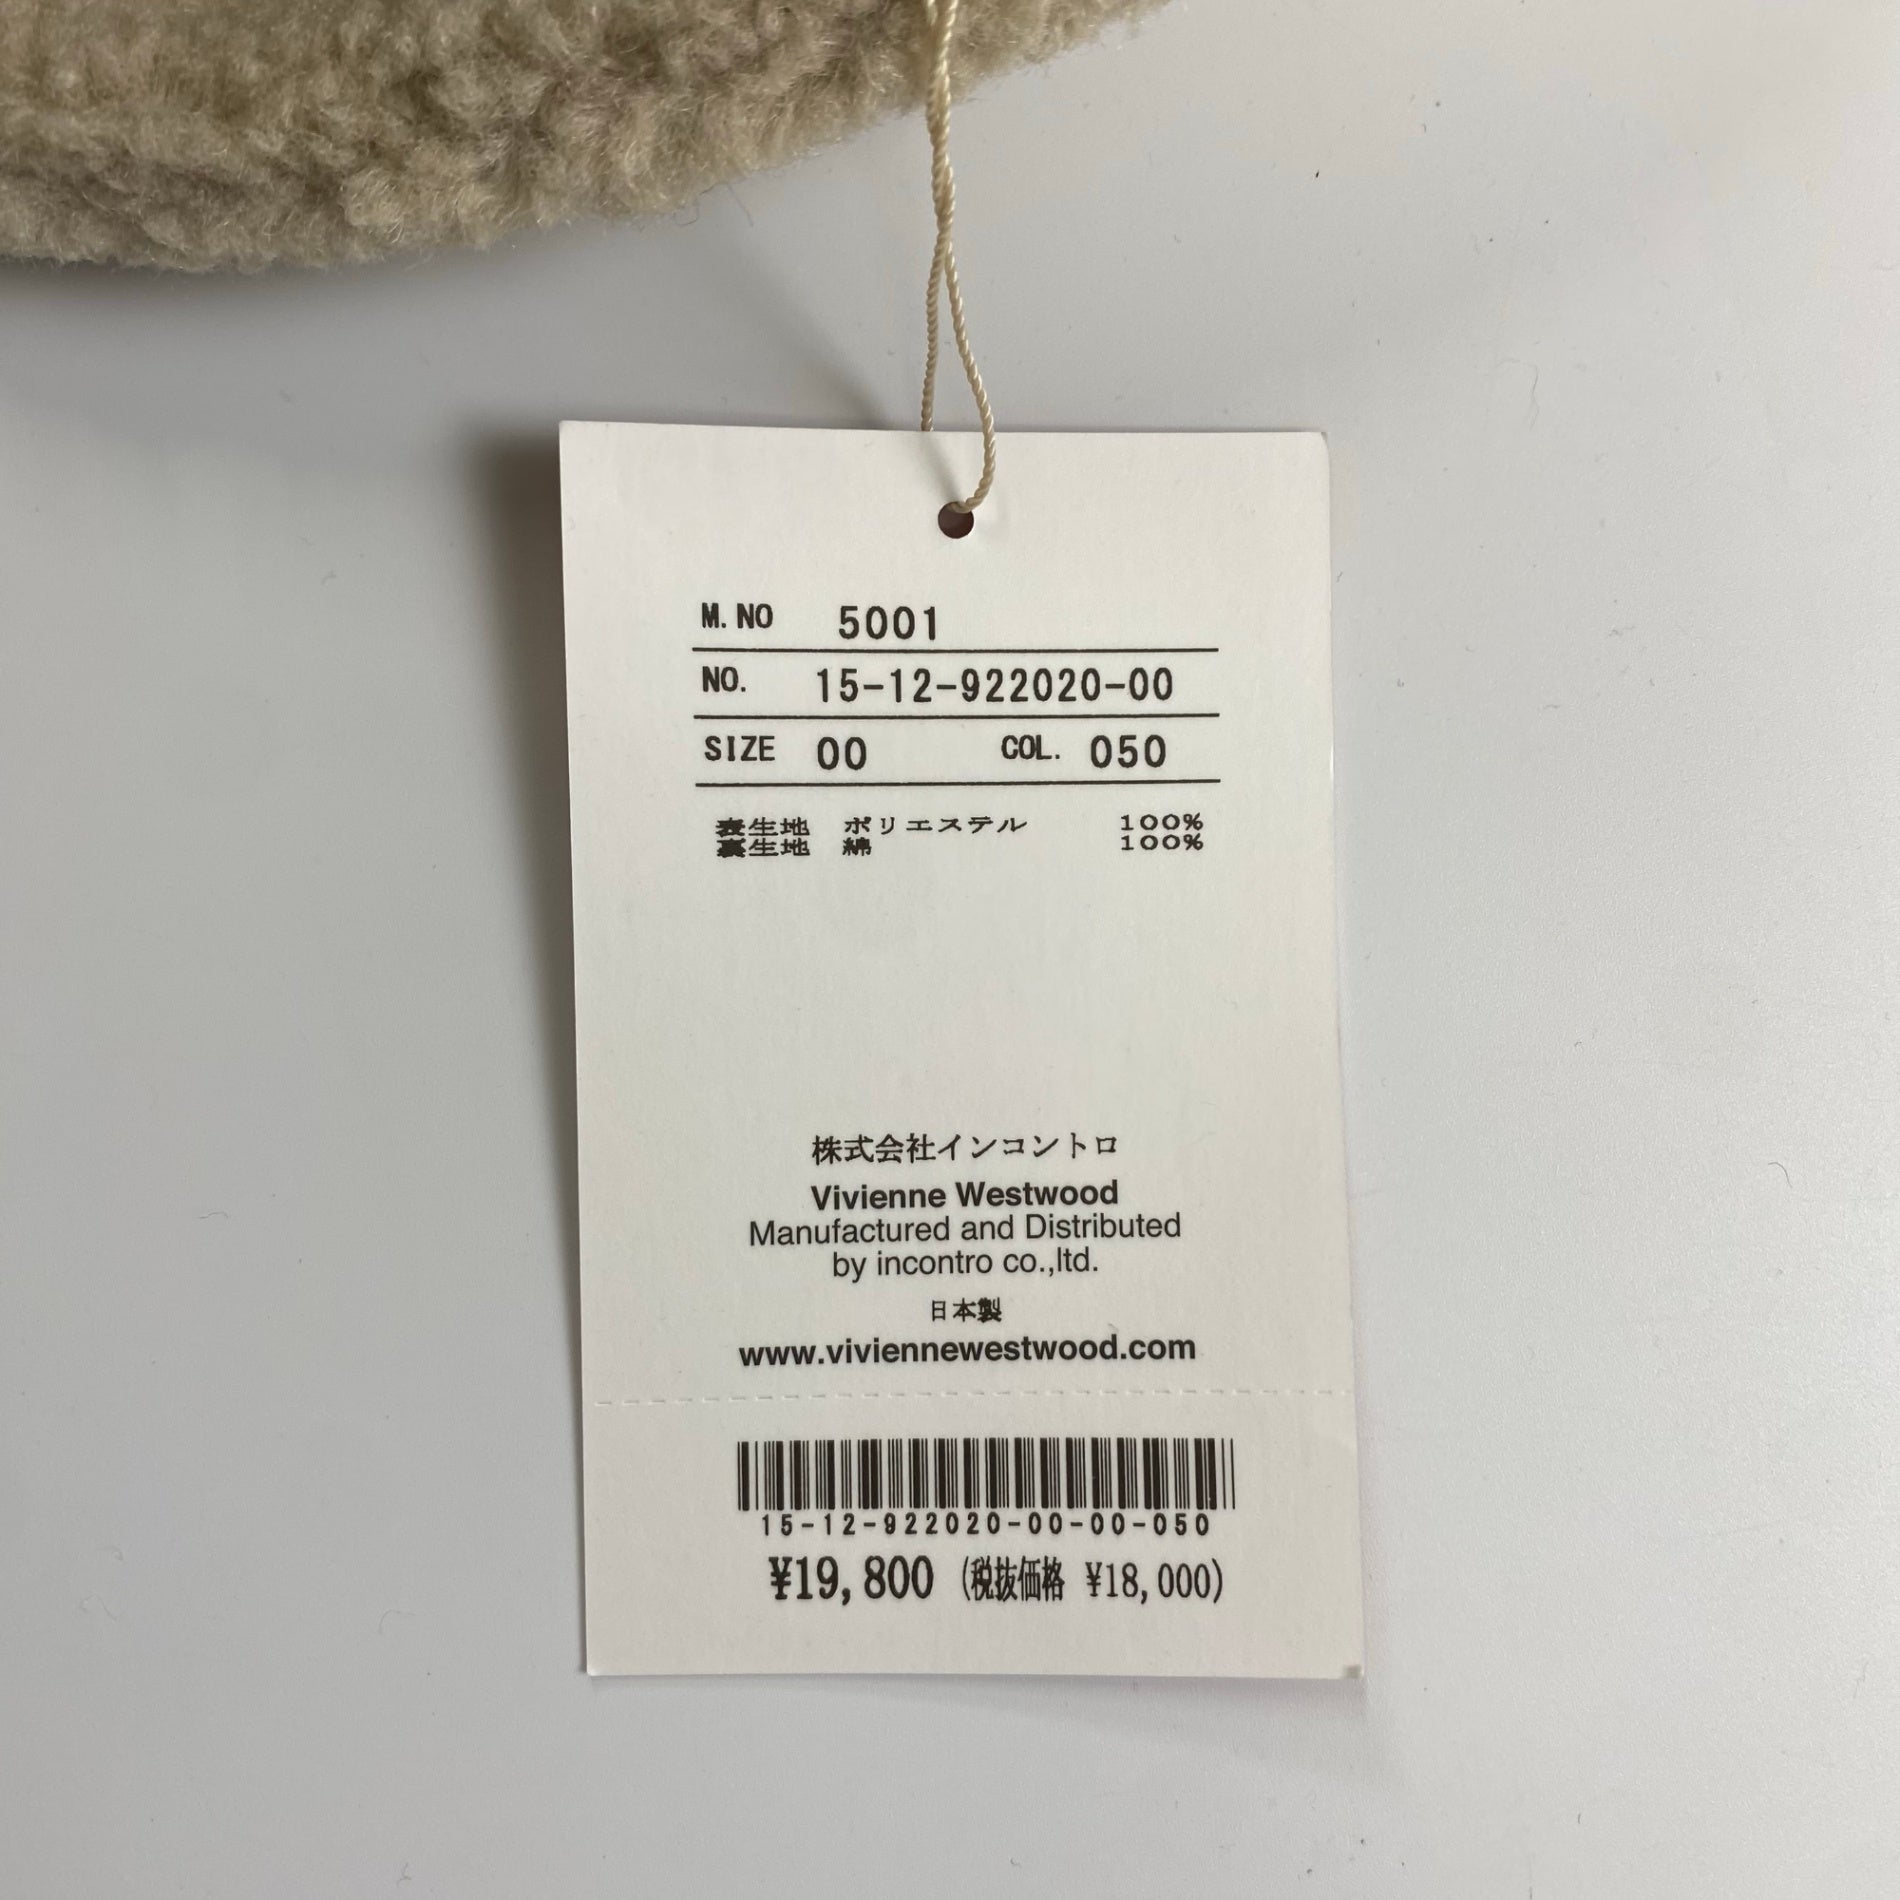 M.NO 5001
NO. 15-12-922020-00
SIZE 00 COL. 050
表生地 ポリエステル 100%
裏生地 綿 100%
株式会社インコントロ
Vivienne Westwood
Manufactured and Distributed
by incontro co.,ltd.
日本製
www.viviennewestwood.com
15-12-922020-00-00-050
¥19,800 (税抜価格 ¥18,000)